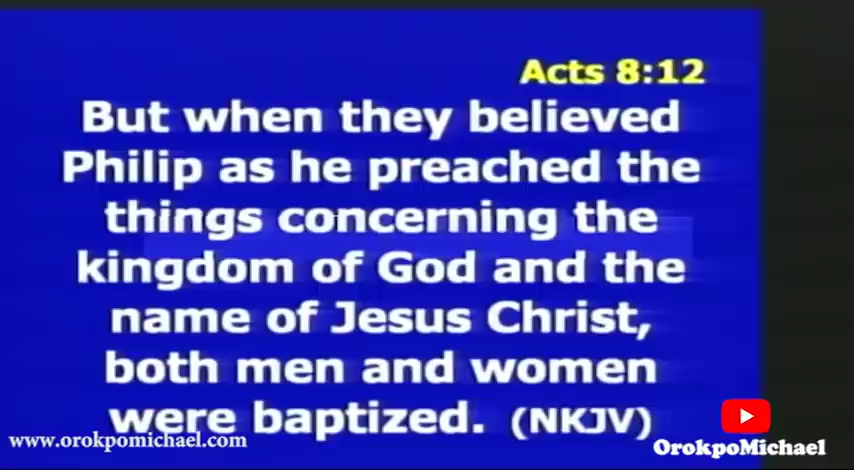 Acts 8:12
But when they believed
Philip as he preached the
things concerning the
kingdom of God and the
name of Jesus Christ,
both men and women
were baptized. (NKJV)
www.orokpomichael.com
OrokpoMichael